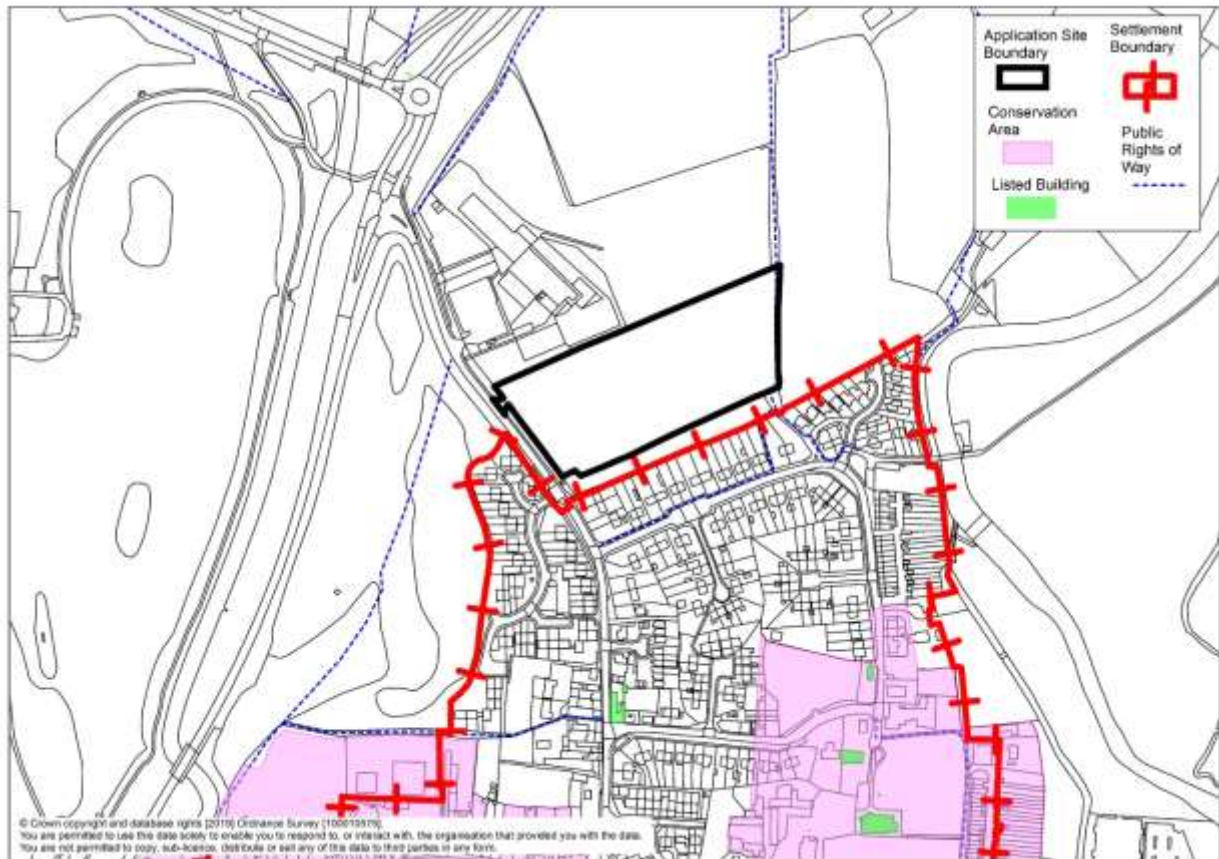 Application Site
Boundary
Settlement
Boundary
Conservation
Area
Public
Rights of
Way
Listed Building
© Crown copyright and database rights [2019] Ordnance Survey
You are permitted to use this data solely to enable you to respond to, or interact with, the organisation that provided you with the data.
You are not permitted to copy, sub-licence, distribute or sell any of this data to third parties in any form.